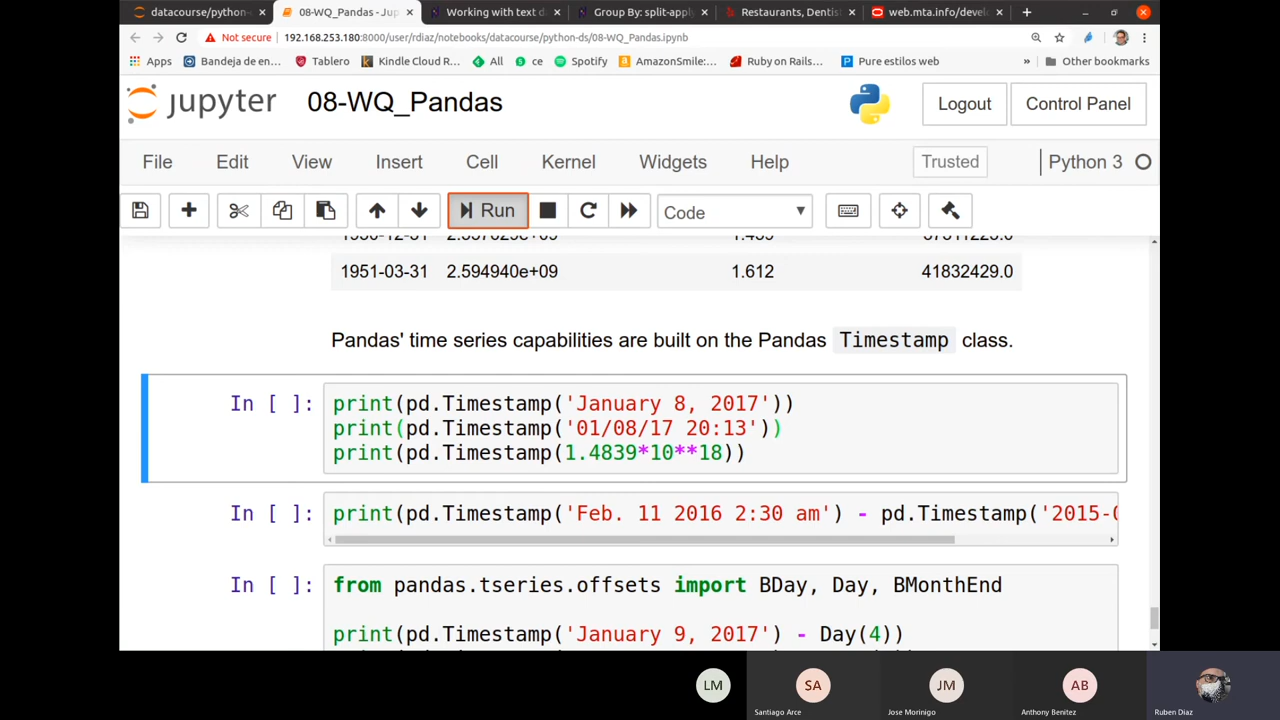 datacourse/python-
08-WQ_Pandas - Jup
Working with text d
Group By: split-apply
Restaurants, Dentis
web.mta.info/devel
Not secure
192.168.253.180:8000/user/rdiaz/notebooks/datacourse/python-ds/08-WQ_Pandas.ipynb
Apps
Bandeja de en...
Tablero
Kindle Cloud R...
All
ce
Spotify
AmazonSmile:...
Ruby on Rails...
Pure estilos web
»
Other bookmarks
jupyter
08-WQ_Pandas
Logout
Control Panel
File
Edit
View
Insert
Cell
Kernel
Widgets
Help
Trusted
Python 3
Run
Code
1951-03-31 2.594940e+09 1.612 41832429.0
Pandas' time series capabilities are built on the Pandas Timestamp class.
In [ ]:
print(pd.Timestamp('January 8, 2017'))
print(pd.Timestamp('01/08/17 20:13'))
print(pd.Timestamp(1.4839*10**18))
In [ ]:
print(pd.Timestamp('Feb. 11 2016 2:30 am') - pd.Timestamp('2015-
In [ ]:
from pandas.tseries.offsets import BDay, Day, BMonthEnd
print(pd.Timestamp('January 9, 2017') - Day(4))
LM
SA
Santiago Arce
JM
Jose Morinigo
AB
Anthony Benitez
Ruben Diaz